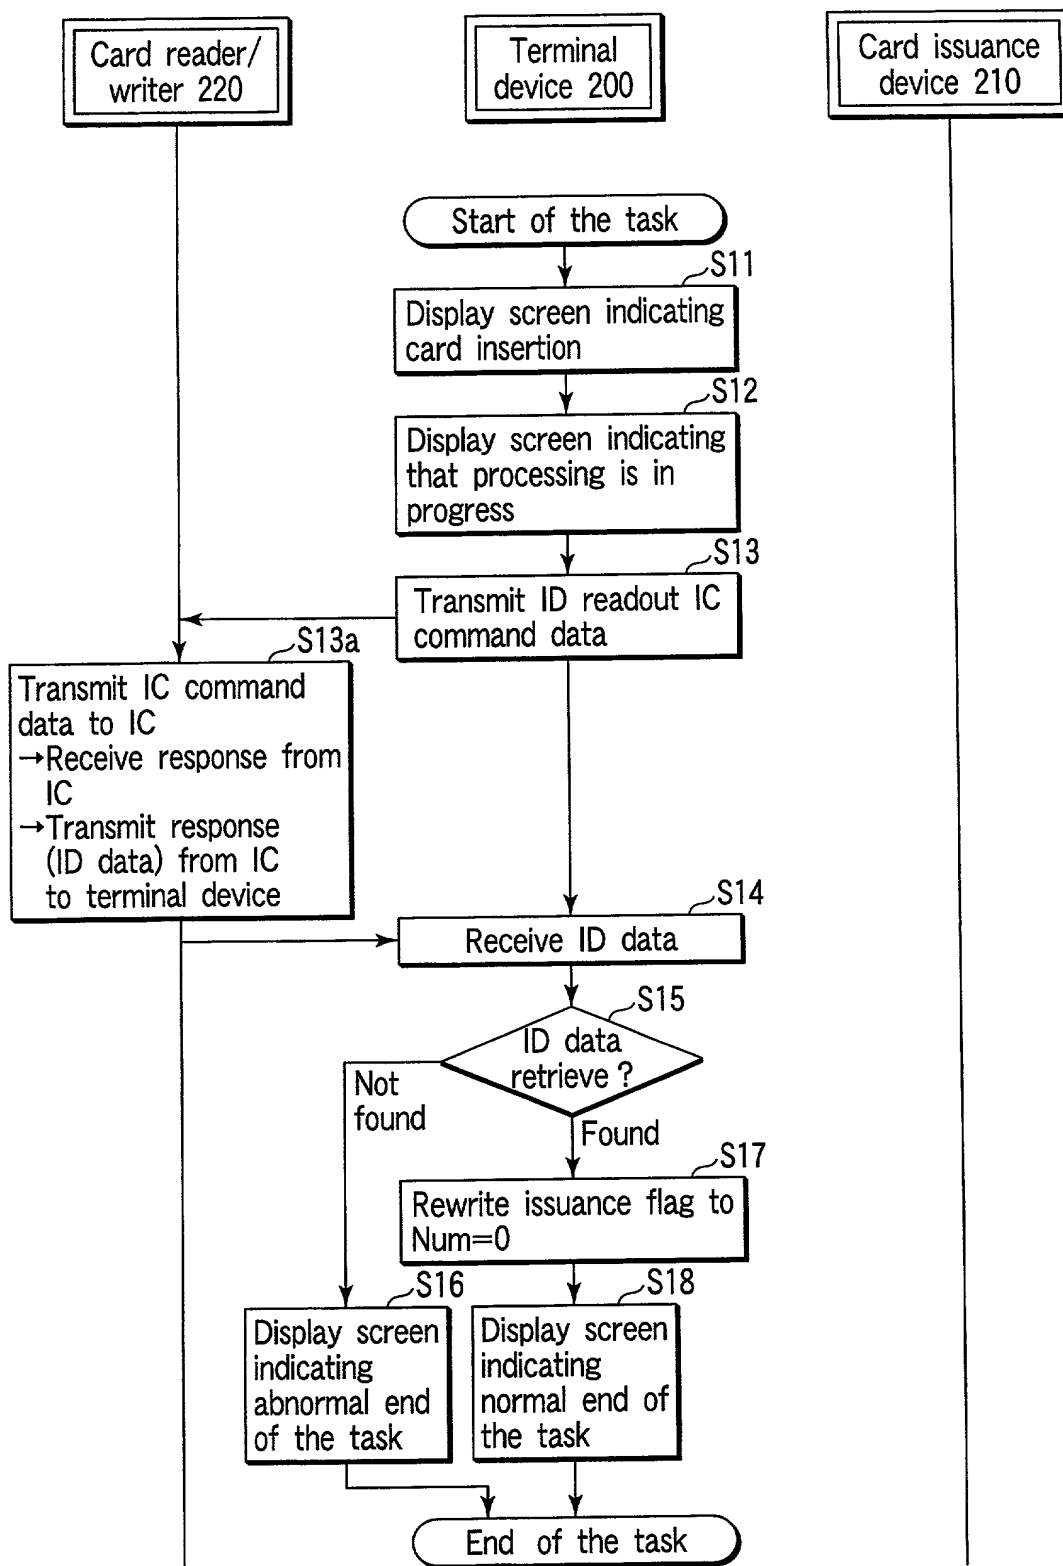 Card reader/
writer 220
Terminal
device 200
Card issuance
device 210
Start of the task
S11
Display screen indicating
card insertion
S12
Display screen indicating
that processing is in
progress
S13
Transmit ID readout IC
command data
S13a
Transmit IC command
data to IC
→Receive response from
IC
→Transmit response
(ID data) from IC
to terminal device
S14
Receive ID data
S15
ID data
retrieve ?
Not
found
Found
S17
Rewrite issuance flag to
Num=0
S16
Display screen
indicating
abnormal end
of the task
S18
Display screen
indicating
normal end of
the task
End of the task